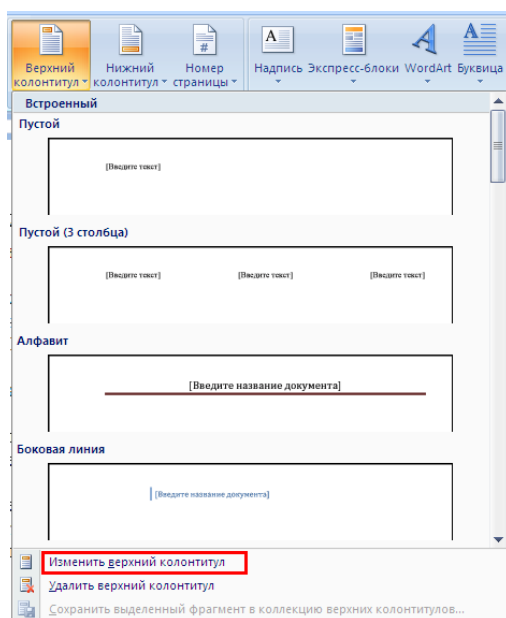 Верхний колонтитул
Нижний колонтитул
Номер страницы
#
Надпись
Экспресс-блоки
WordArt
Буквица
Встроенный
Пустой
[Введите текст]
Пустой (3 столбца)
[Введите текст] [Введите текст] [Введите текст]
Алфавит
[Введите название документа]
Боковая линия
[Введите название документа]
Изменить верхний колонтитул
Удалить верхний колонтитул
Сохранить выделенный фрагмент в коллекцию верхних колонтитулов...